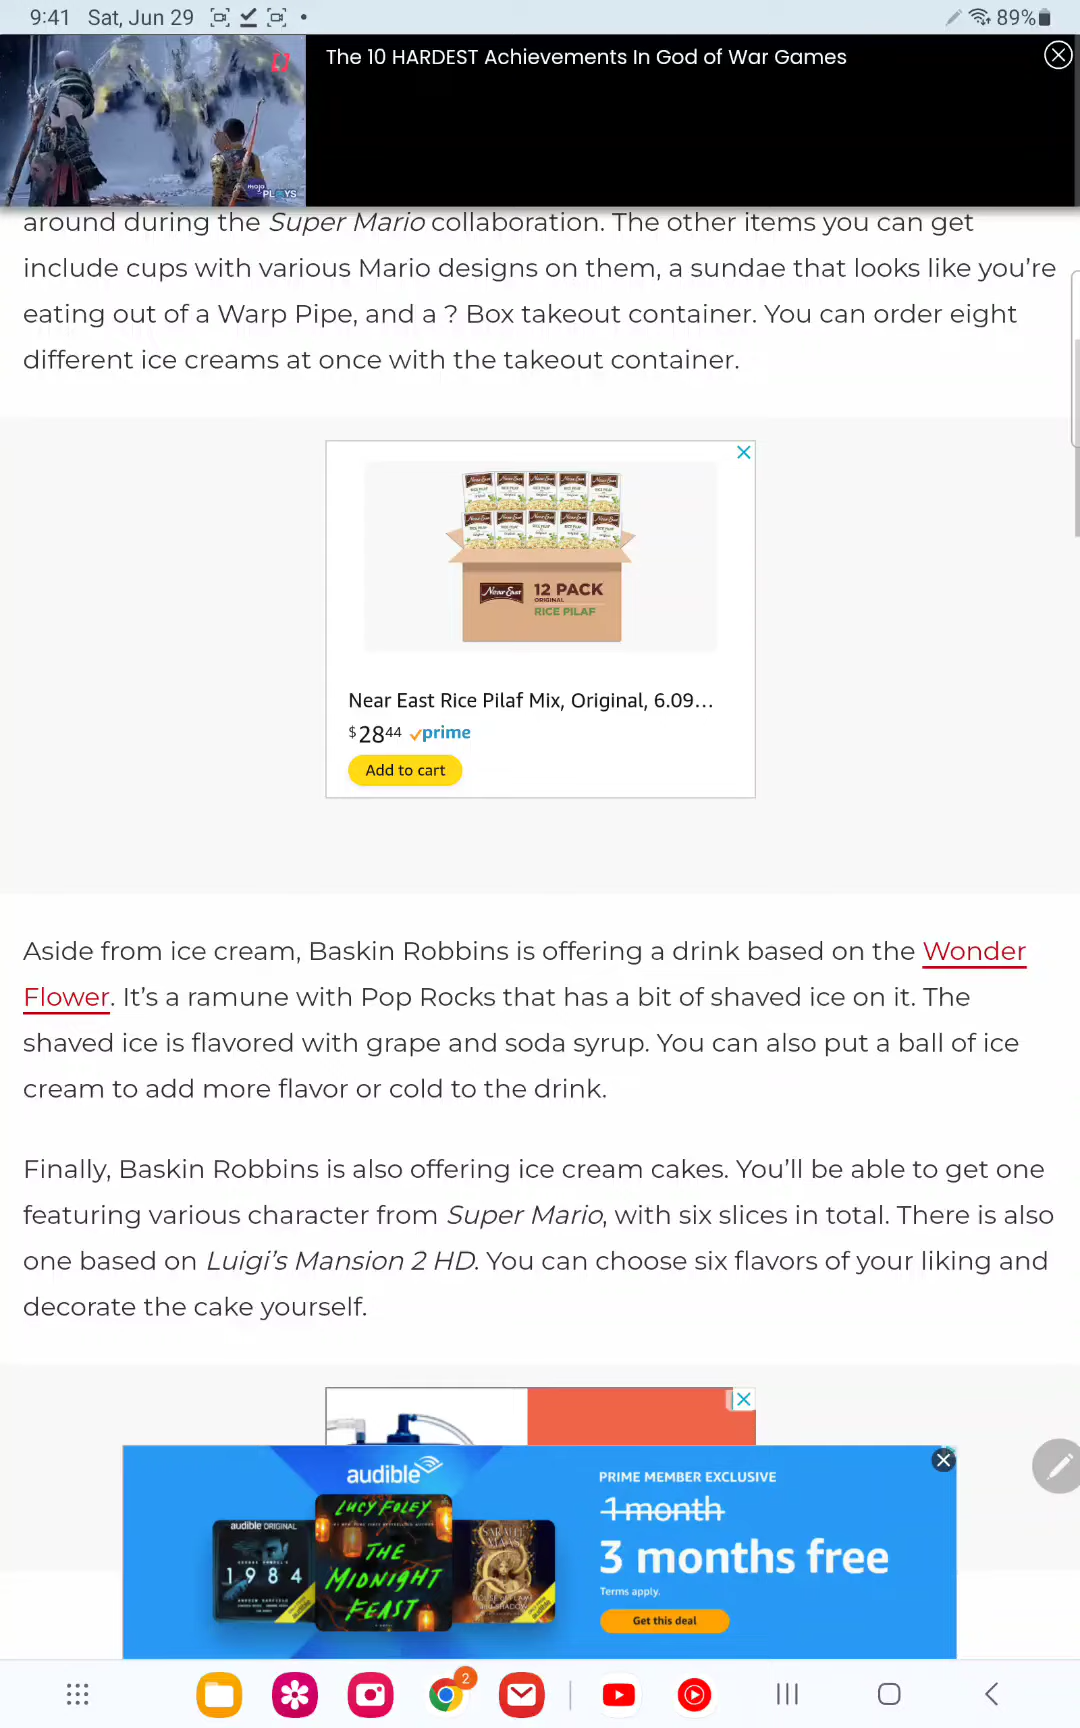 9:41 Sat, Jun 29
89%
The 10 HARDEST Achievements In God of War Games
mojo
PLAYS
around during the Super Mario collaboration. The other items you can get
include cups with various Mario designs on them, a sundae that looks like you’re
eating out of a Warp Pipe, and a ? Box takeout container. You can order eight
different ice creams at once with the takeout container.
Near East
12 PACK
ORIGINAL
RICE PILAF
Near East Rice Pilaf Mix, Original, 6.09...
$28 44 prime
Add to cart
Aside from ice cream, Baskin Robbins is offering a drink based on the Wonder
Flower. It’s a ramune with Pop Rocks that has a bit of shaved ice on it. The
shaved ice is flavored with grape and soda syrup. You can also put a ball of ice
cream to add more flavor or cold to the drink.
Finally, Baskin Robbins is also offering ice cream cakes. You’ll be able to get one
featuring various character from Super Mario, with six slices in total. There is also
one based on Luigi’s Mansion 2 HD. You can choose six flavors of your liking and
decorate the cake yourself.
audible
LUCY FOLEY
THE
MIDNIGHT
FEAST
audible ORIGINAL
1984
PRIME MEMBER EXCLUSIVE
1 month
3 months free
Terms apply.
Get this deal
2